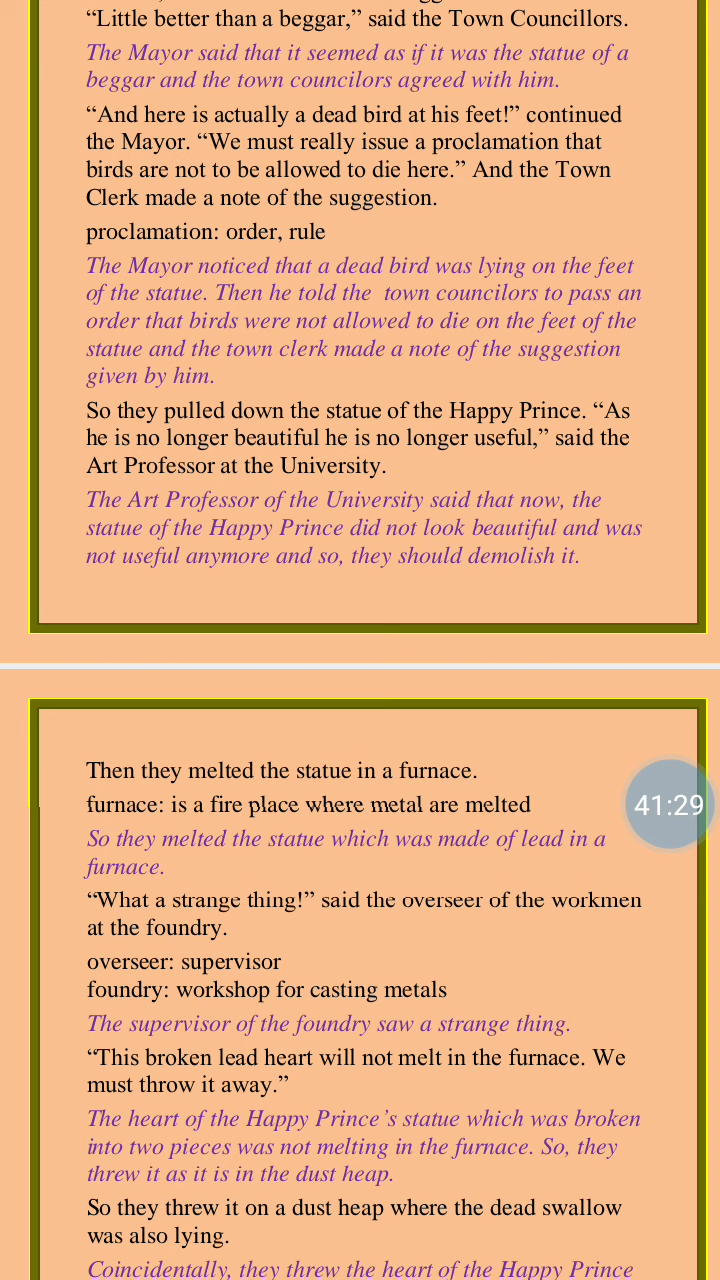 “Little better than a beggar,” said the Town Councillors.
The Mayor said that it seemed as if it was the statue of a
beggar and the town councilors agreed with him.
“And here is actually a dead bird at his feet!” continued
the Mayor. “We must really issue a proclamation that
birds are not to be allowed to die here.” And the Town
Clerk made a note of the suggestion.
proclamation: order, rule
The Mayor noticed that a dead bird was lying on the feet
of the statue. Then he told the  town councilors to pass an
order that birds were not allowed to die on the feet of the
statue and the town clerk made a note of the suggestion
given by him.
So they pulled down the statue of the Happy Prince. “As
he is no longer beautiful he is no longer useful,” said the
Art Professor at the University.
The Art Professor of the University said that now, the
statue of the Happy Prince did not look beautiful and was
not useful anymore and so, they should demolish it.
Then they melted the statue in a furnace.
furnace: is a fire place where metal are melted
41:29
So they melted the statue which was made of lead in a
furnace.
“What a strange thing!” said the overseer of the workmen
at the foundry.
overseer: supervisor
foundry: workshop for casting metals
The supervisor of the foundry saw a strange thing.
“This broken lead heart will not melt in the furnace. We
must throw it away.”
The heart of the Happy Prince’s statue which was broken
into two pieces was not melting in the furnace. So, they
threw it as it is in the dust heap.
So they threw it on a dust heap where the dead swallow
was also lying.
Coincidentally, they threw the heart of the Happy Prince